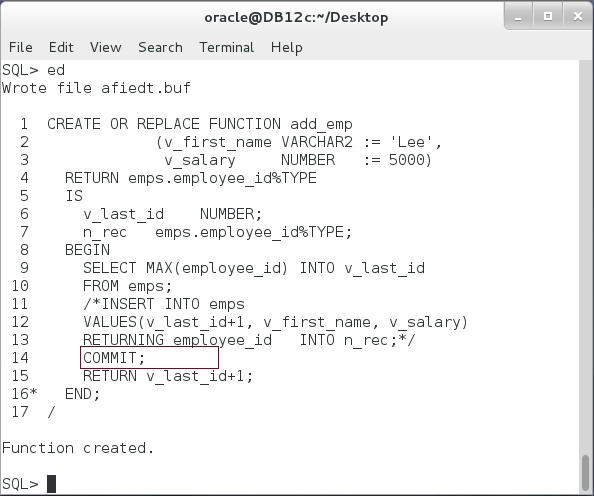 oracle@DB12c:~/Desktop
File Edit View Search Terminal Help
SQL> ed
Wrote file afiedt.buf
1 CREATE OR REPLACE FUNCTION add_emp
2 (v_first_name VARCHAR2 := 'Lee',
3 v_salary NUMBER := 5000)
4 RETURN emps.employee_id%TYPE
5 IS
6 v_last_id NUMBER;
7 n_rec emps.employee_id%TYPE;
8 BEGIN
9 SELECT MAX(employee_id) INTO v_last_id
10 FROM emps;
11 /*INSERT INTO emps
12 VALUES(v_last_id+1, v_first_name, v_salary)
13 RETURNING employee_id INTO n_rec;*/
14 COMMIT;
15 RETURN v_last_id+1;
16* END;
17 /
Function created.
SQL>